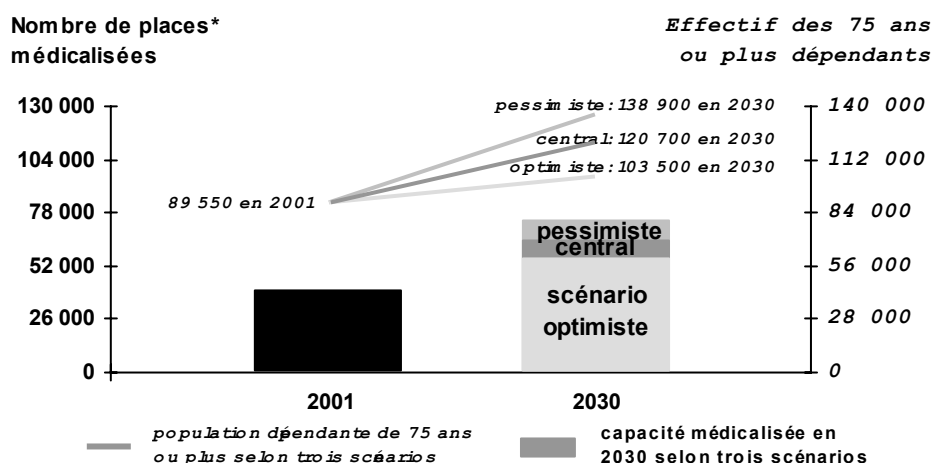 Nombre de places*
médicalisées
Effectif des 75 ans
ou plus dépendants
130 000
104 000
78 000
52 000
26 000
0
pessimiste:138 900 en 2030
central:120 700 en 2030
optimiste:103 500 en 2030
89 550 en 2001
140 000
112 000
84 000
56 000
28 000
0
pessimiste
central
scénario
optimiste
2001
2030
population dépendante de 75 ans
ou plus selon trois scénarios
capacité médicalisée en
2030 selon trois scénarios